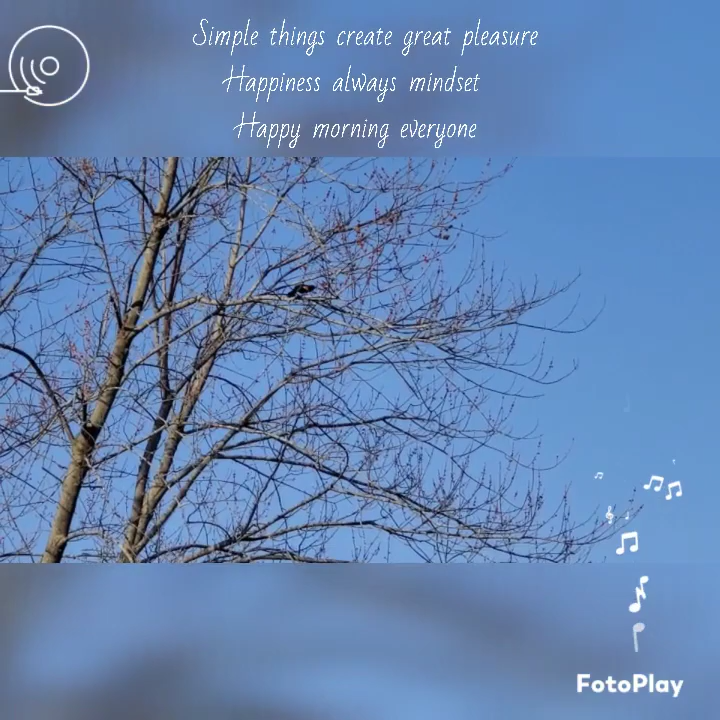 Simple things create great pleasure
Happiness always mindset
Happy morning everyone
FotoPlay